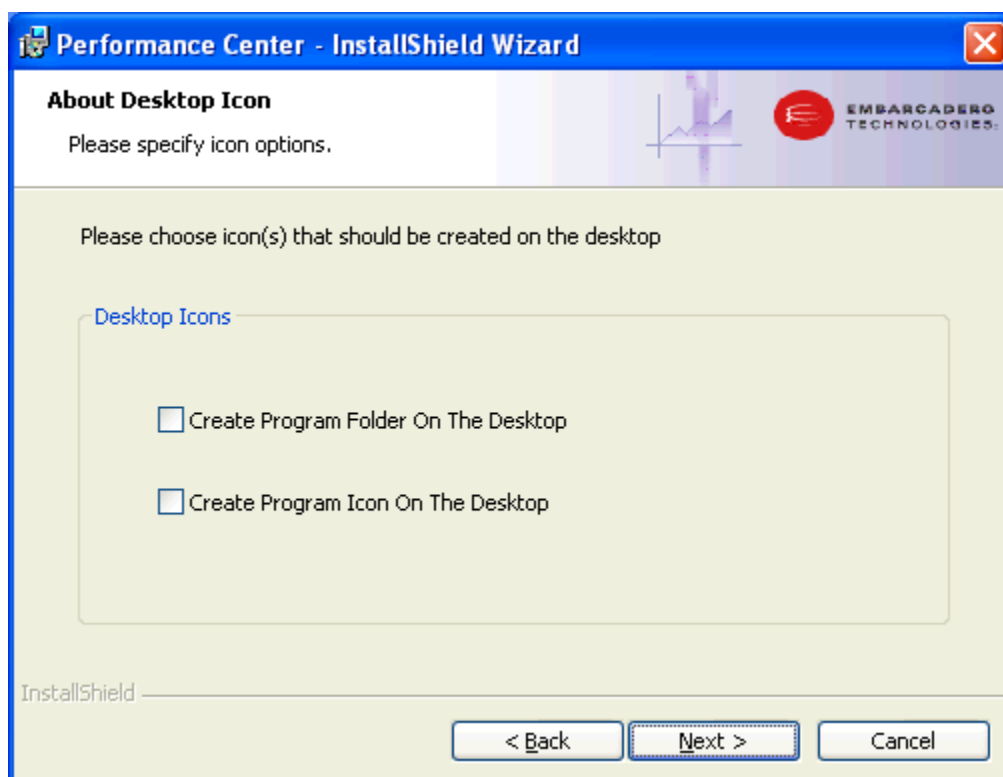 Performance Center - InstallShield Wizard
About Desktop Icon
Please specify icon options.
EMBARCADERO
TECHNOLOGIES.
Please choose icon(s) that should be created on the desktop
Desktop Icons
Create Program Folder On The Desktop
Create Program Icon On The Desktop
InstallShield
< Back
Next >
Cancel